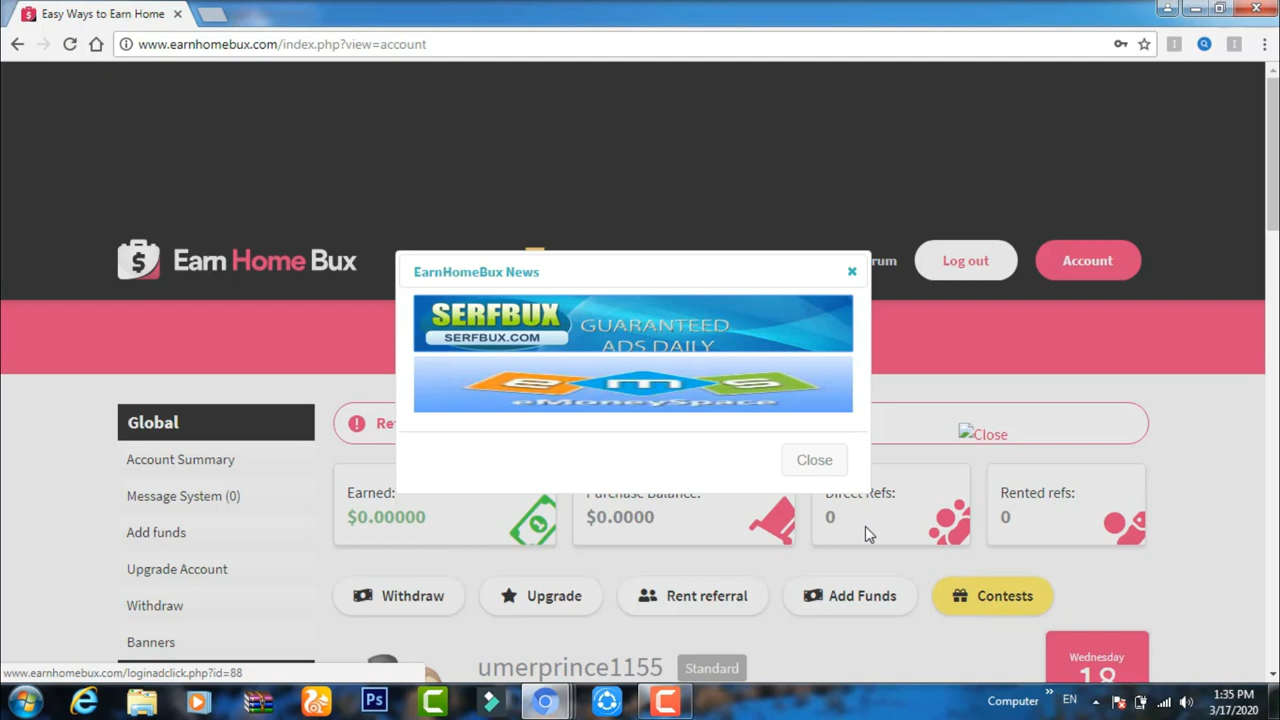 Easy Ways to Earn Home
www.earnhomebux.com/index.php?view=account
Earn Home Bux
rum
Log out
Account
EarnHomeBux News
SERFBUX
SERFBUX.COM
GUARANTEED
ADS DAILY
ems
eMoneySpace
Close
Global
Account Summary
Message System (0)
Add funds
Upgrade Account
Withdraw
Banners
Re
Close
Earned:
$0.00000
Purchase Balance:
$0.0000
Direct Refs:
0
Rented refs:
0
Withdraw
Upgrade
Rent referral
Add Funds
Contests
umerprince1155
Standard
Wednesday
18
www.earnhomebux.com/loginadclick.php?id=88
Ps
Computer
EN
1:35 PM
3/17/2020